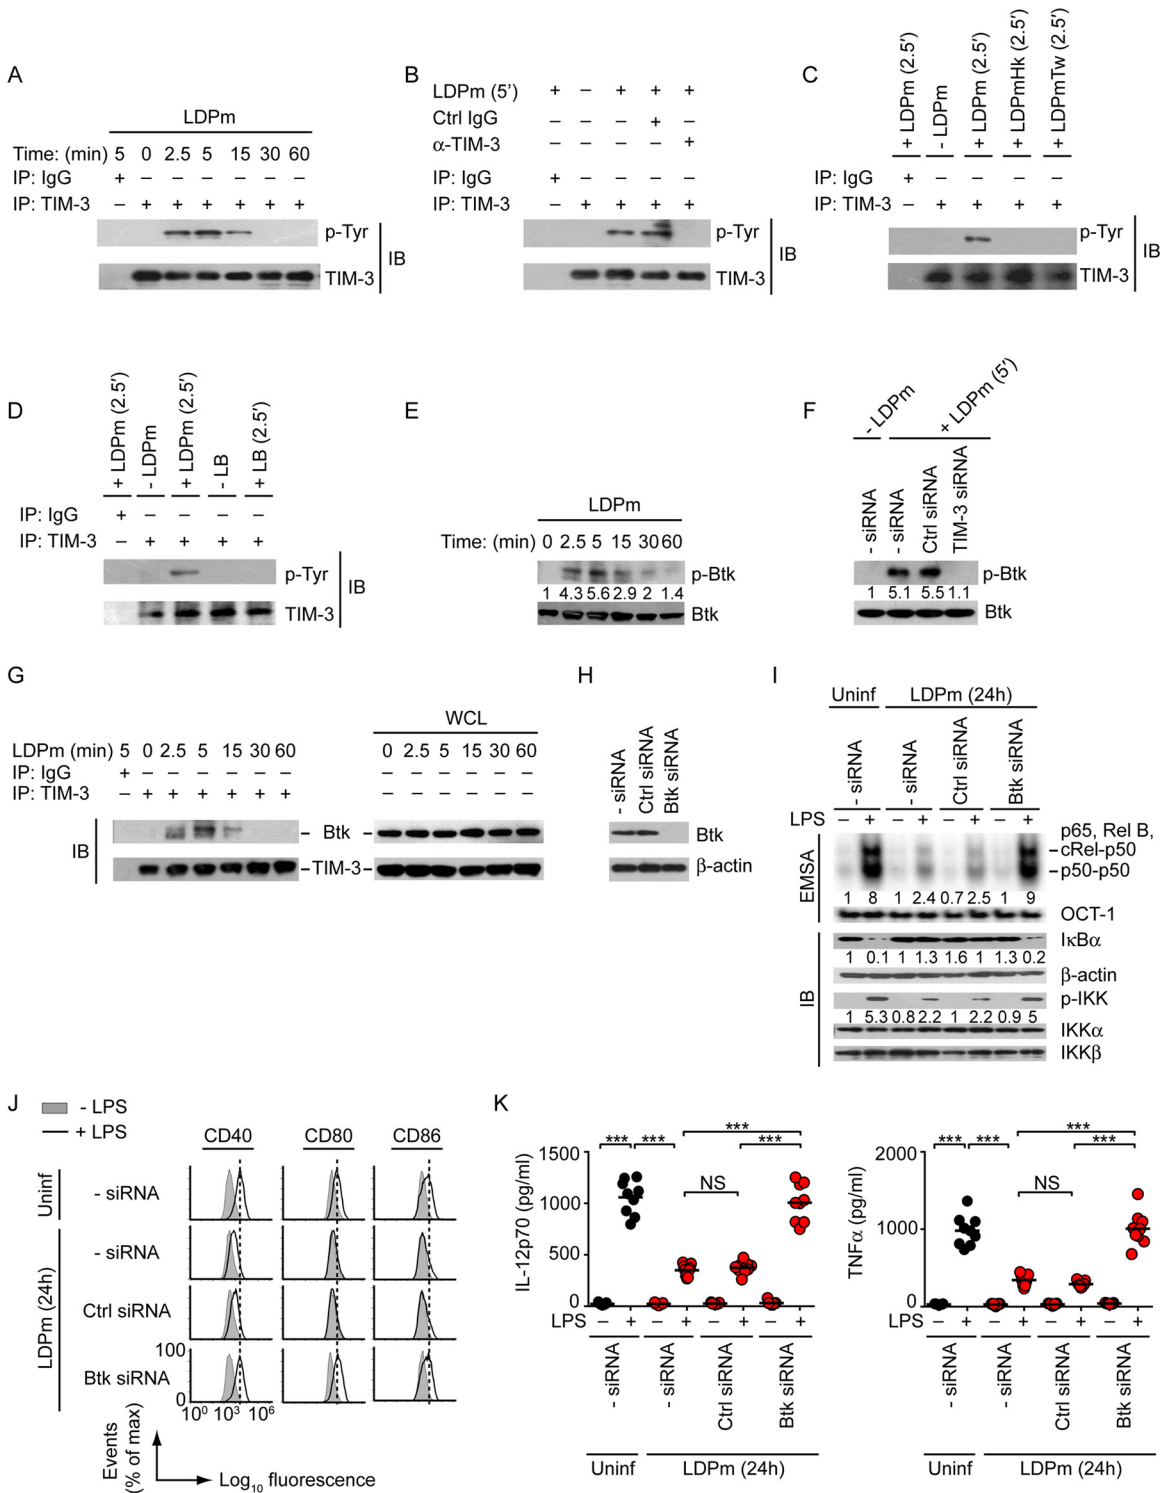 A
LDPm
Time: (min) 5 0 2.5 5 15 30 60
IP: IgG + – – – – – –
IP: TIM-3 – + + + + + +
p-Tyr
TIM-3
IB
B
LDPm (5') + – + + +
Ctrl IgG – – – + –
α-TIM-3 – – – – +
IP: IgG + – – – –
IP: TIM-3 – + + + +
p-Tyr
TIM-3
IB
C
+ LDPm (2.5')
- LDPm
+ LDPm (2.5')
+ LDPmHk (2.5')
+ LDPmTw (2.5')
IP: IgG + – – – –
IP: TIM-3 – + + + +
p-Tyr
TIM-3
IB
D
+ LDPm (2.5')
- LDPm
+ LDPm (2.5')
- LB
+ LB (2.5')
IP: IgG + – – – –
IP: TIM-3 – + + + +
p-Tyr
TIM-3
IB
E
LDPm
Time: (min) 0 2.5 5 15 30 60
p-Btk
1 4.3 5.6 2.9 2 1.4
Btk
F
- LDPm
+ LDPm (5')
- siRNA
- siRNA
Ctrl siRNA
TIM-3 siRNA
p-Btk
1 5.1 5.5 1.1
Btk
G
WCL
LDPm (min) 5 0 2.5 5 15 30 60 0 2.5 5 15 30 60
IP: IgG + – – – – – – – – – – – –
IP: TIM-3 – + + + + + + – – – – – –
IB
– Btk –
–TIM-3–
H
- siRNA
Ctrl siRNA
Btk siRNA
Btk
β-actin
I
Uninf LDPm (24h)
- siRNA
- siRNA
Ctrl siRNA
Btk siRNA
LPS – + – + – + – +
EMSA
p65, Rel B,
–cRel-p50
–p50-p50
1 8 1 2.4 0.7 2.5 1 9
OCT-1
IB
IκBα
1 0.1 1 1.3 1.6 1 1.3 0.2
β-actin
p-IKK
1 5.3 0.8 2.2 1 2.2 0.9 5
IKKα
IKKβ
J
- LPS
+ LPS
CD40 CD80 CD86
Uninf
- siRNA
LDPm (24h)
- siRNA
Ctrl siRNA
Btk siRNA
100
0
10⁰ 10³ 10⁶
Events
(% of max)
Log₁₀ fluorescence
K
IL-12p70 (pg/ml)
1500
1000
500
0
***
*** *** ***
NS
LPS – + – + – + – +
- siRNA
- siRNA
Ctrl siRNA
Btk siRNA
Uninf LDPm (24h)
TNFα (pg/ml)
2000
1000
0
***
*** *** ***
NS
– + – + – + – +
- siRNA
- siRNA
Ctrl siRNA
Btk siRNA
Uninf LDPm (24h)